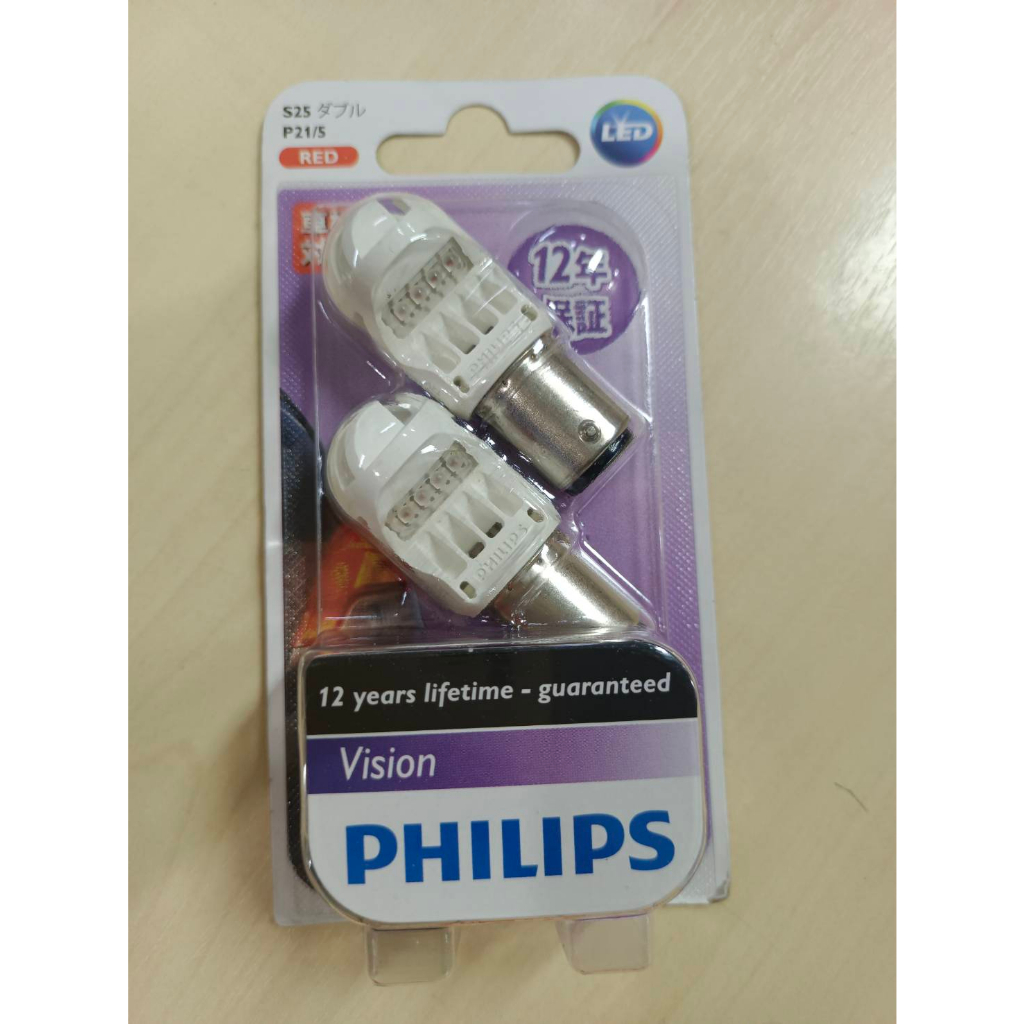 S25 ダブル
P21/5
RED
LED
12年
保証
PHILIPS
PHILIPS
12 years lifetime - guaranteed
Vision
PHILIPS